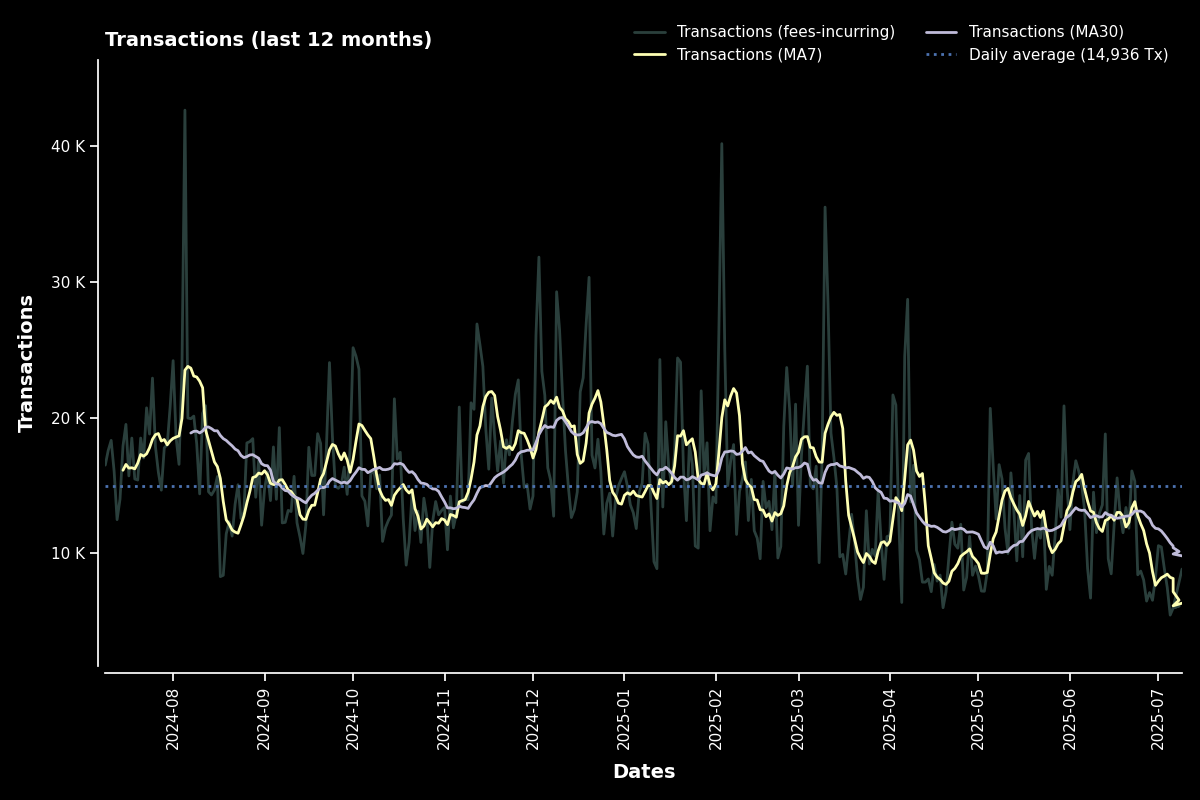 Transactions (last 12 months)
Transactions (fees-incurring)
Transactions (MA7)
Transactions (MA30)
Daily average (14,936 Tx)
Transactions
40 K
30 K
20 K
10 K
2024-08
2024-09
2024-10
2024-11
2024-12
2025-01
2025-02
2025-03
2025-04
2025-05
2025-06
2025-07
Dates